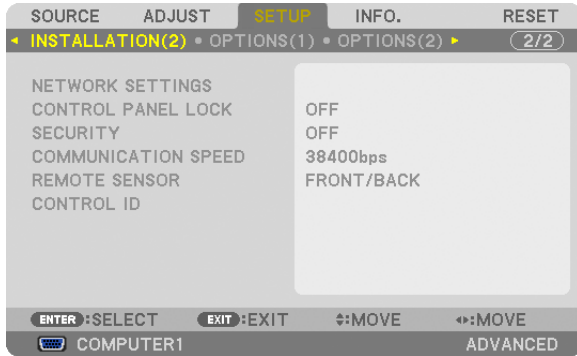 SOURCE ADJUST SETUP INFO. RESET
INSTALLATION(2) • OPTIONS(1) • OPTIONS(2) 2/2
NETWORK SETTINGS
CONTROL PANEL LOCK OFF
SECURITY OFF
COMMUNICATION SPEED 38400bps
REMOTE SENSOR FRONT/BACK
CONTROL ID
ENTER :SELECT EXIT :EXIT :MOVE :MOVE
COMPUTER1 ADVANCED